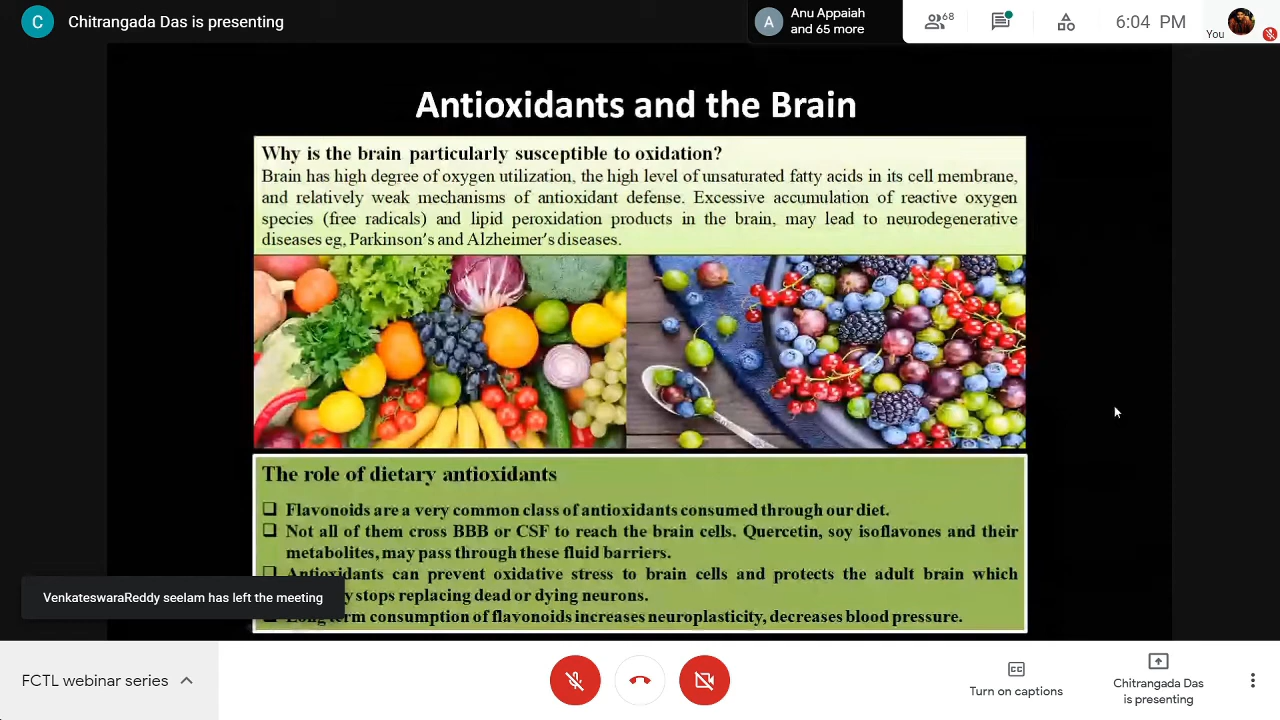 C Chitrangada Das is presenting
A Anu Appaiah
and 65 more
68
6:04 PM
You
Antioxidants and the Brain
Why is the brain particularly susceptible to oxidation?
Brain has high degree of oxygen utilization, the high level of unsaturated fatty acids in its cell membrane,
and relatively weak mechanisms of antioxidant defense. Excessive accumulation of reactive oxygen
species (free radicals) and lipid peroxidation products in the brain, may lead to neurodegenerative
diseases eg, Parkinson's and Alzheimer's diseases.
The role of dietary antioxidants
Flavonoids are a very common class of antioxidants consumed through our diet.
Not all of them cross BBB or CSF to reach the brain cells. Quercetin, soy isoflavones and their
metabolites, may pass through these fluid barriers.
Antioxidants can prevent oxidative stress to brain cells and protects the adult brain which
stops replacing dead or dying neurons.
Long term consumption of flavonoids increases neuroplasticity, decreases blood pressure.
VenkateswaraReddy seelam has left the meeting
FCTL webinar series
CC
Turn on captions
Chitrangada Das
is presenting